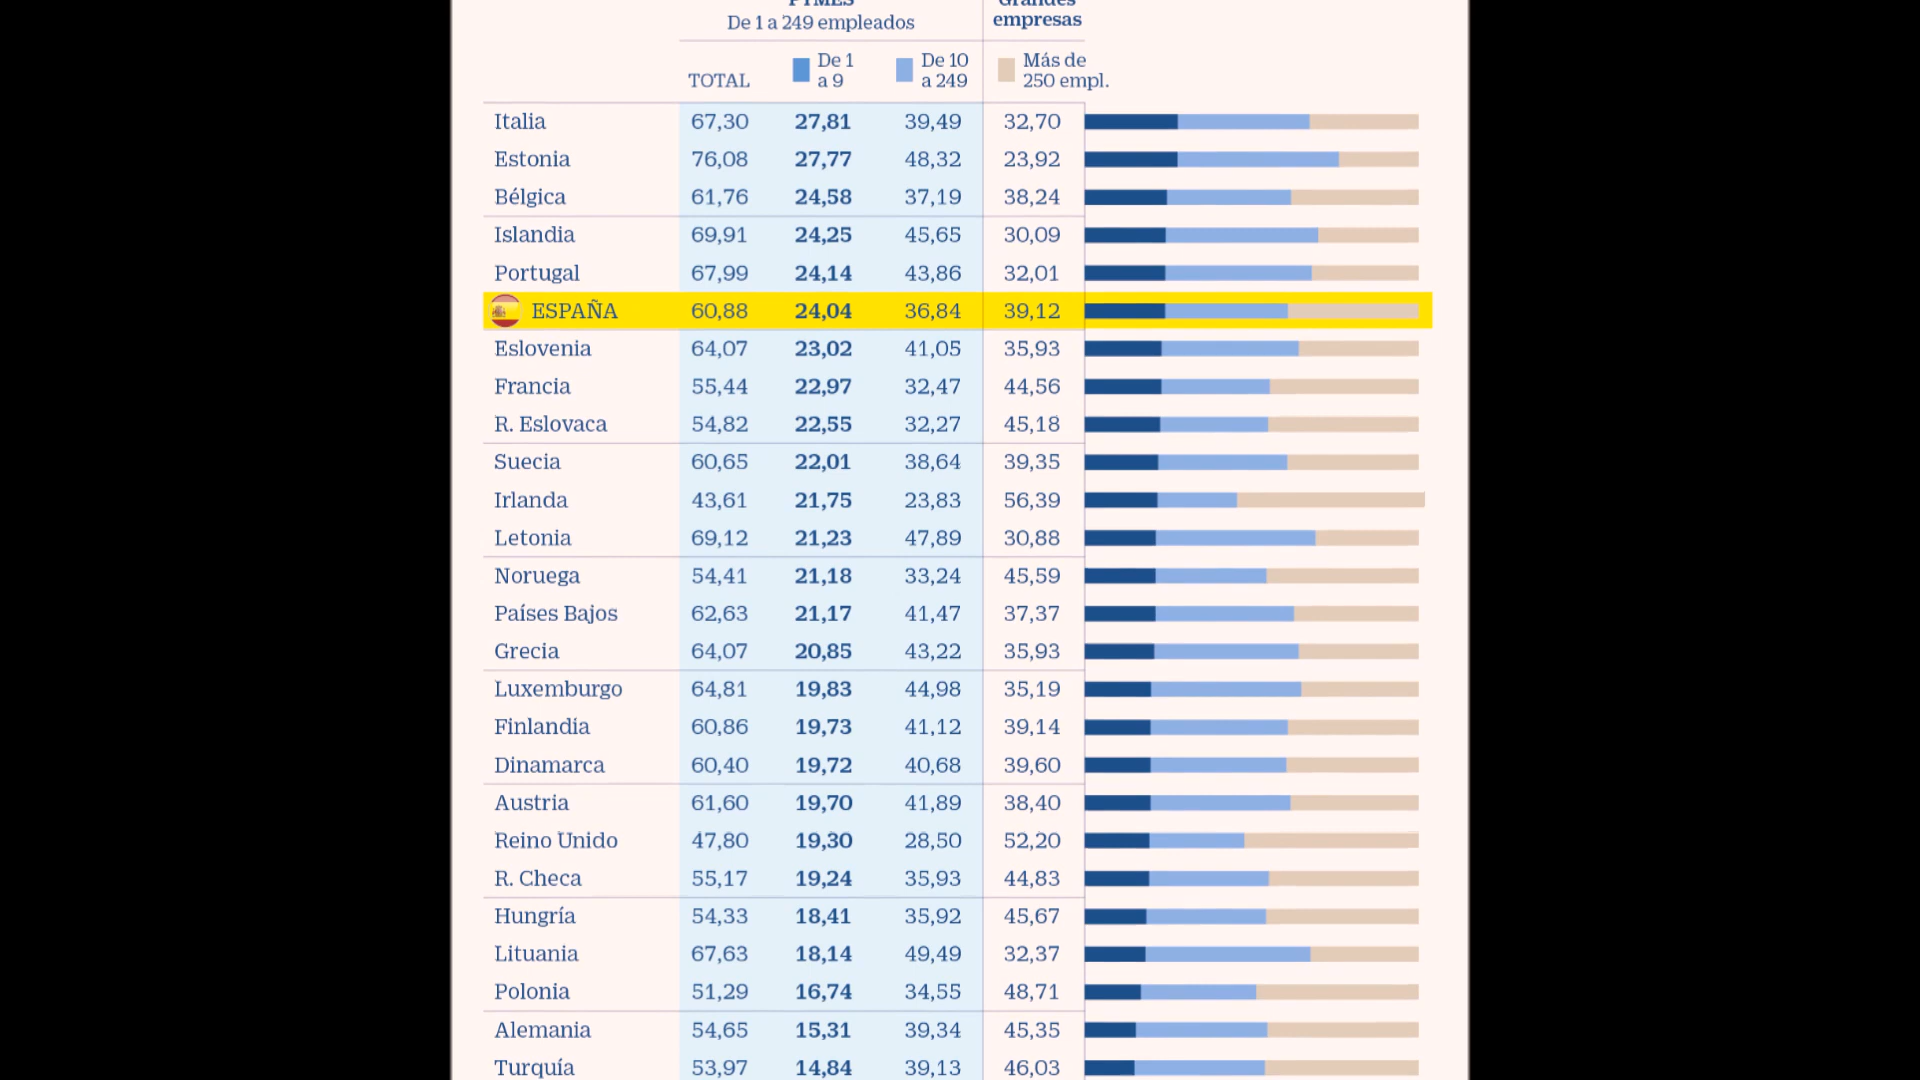 PYMES
De 1 a 249 empleados
Grandes
empresas
TOTAL
De 1
a 9
De 10
a 249
Más de
250 empl.
Italia 67,30 27,81 39,49 32,70
Estonia 76,08 27,77 48,32 23,92
Bélgica 61,76 24,58 37,19 38,24
Islandia 69,91 24,25 45,65 30,09
Portugal 67,99 24,14 43,86 32,01
ESPAÑA 60,88 24,04 36,84 39,12
Eslovenia 64,07 23,02 41,05 35,93
Francia 55,44 22,97 32,47 44,56
R. Eslovaca 54,82 22,55 32,27 45,18
Suecia 60,65 22,01 38,64 39,35
Irlanda 43,61 21,75 23,83 56,39
Letonia 69,12 21,23 47,89 30,88
Noruega 54,41 21,18 33,24 45,59
Países Bajos 62,63 21,17 41,47 37,37
Grecia 64,07 20,85 43,22 35,93
Luxemburgo 64,81 19,83 44,98 35,19
Finlandia 60,86 19,73 41,12 39,14
Dinamarca 60,40 19,72 40,68 39,60
Austria 61,60 19,70 41,89 38,40
Reino Unido 47,80 19,30 28,50 52,20
R. Checa 55,17 19,24 35,93 44,83
Hungría 54,33 18,41 35,92 45,67
Lituania 67,63 18,14 49,49 32,37
Polonia 51,29 16,74 34,55 48,71
Alemania 54,65 15,31 39,34 45,35
Turquía 53,97 14,84 39,13 46,03